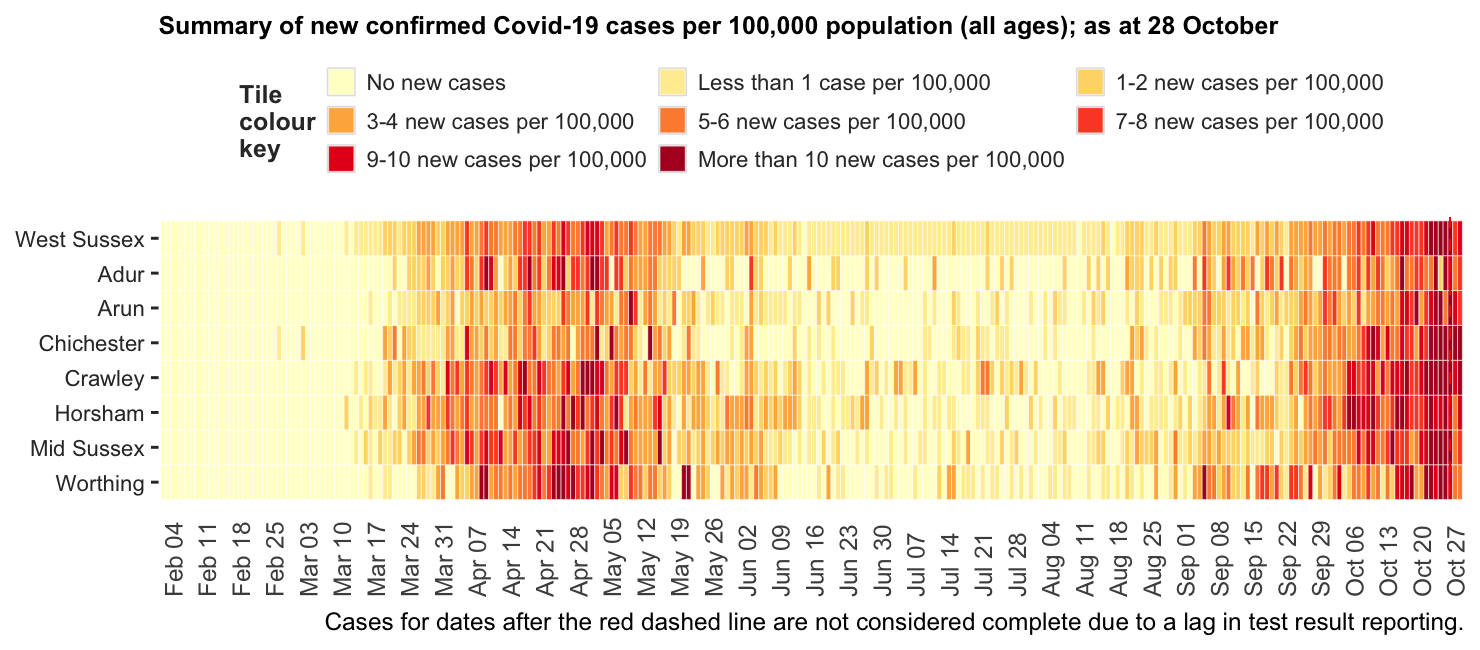 Summary of new confirmed Covid-19 cases per 100,000 population (all ages); as at 28 October
Tile
colour
key
No new cases
Less than 1 case per 100,000
1-2 new cases per 100,000
3-4 new cases per 100,000
5-6 new cases per 100,000
7-8 new cases per 100,000
9-10 new cases per 100,000
More than 10 new cases per 100,000
West Sussex
Adur
Arun
Chichester
Crawley
Horsham
Mid Sussex
Worthing
Feb 04
Feb 11
Feb 18
Feb 25
Mar 03
Mar 10
Mar 17
Mar 24
Mar 31
Apr 07
Apr 14
Apr 21
Apr 28
May 05
May 12
May 19
May 26
Jun 02
Jun 09
Jun 16
Jun 23
Jun 30
Jul 07
Jul 14
Jul 21
Jul 28
Aug 04
Aug 11
Aug 18
Aug 25
Sep 01
Sep 08
Sep 15
Sep 22
Sep 29
Oct 06
Oct 13
Oct 20
Oct 27
Cases for dates after the red dashed line are not considered complete due to a lag in test result reporting.